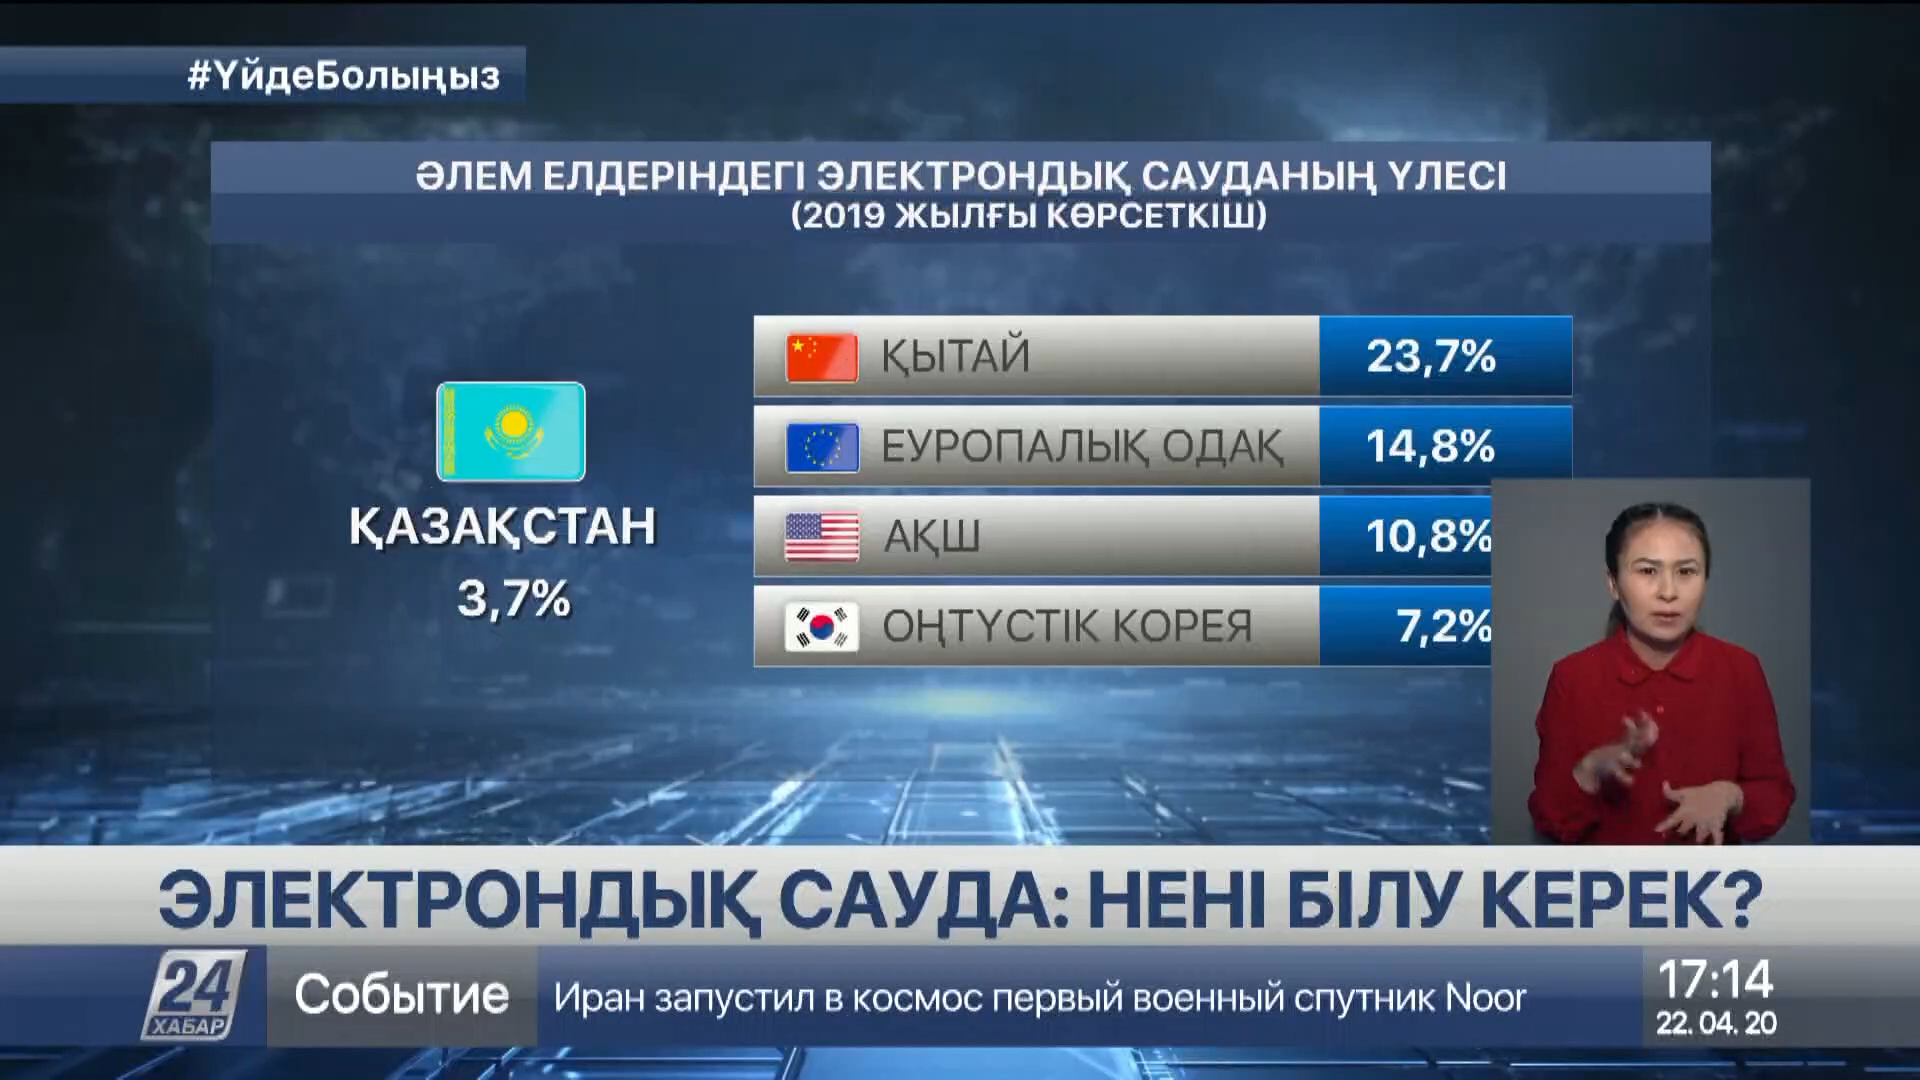 #ҮйдеБолыңыз
ӘЛЕМ ЕЛДЕРІНДЕГІ ЭЛЕКТРОНДЫҚ САУДАНЫҢ ҮЛЕСІ
(2019 ЖЫЛҒЫ КӨРСЕТКІШ)
ҚАЗАҚСТАН
3,7%
ҚЫТАЙ 23,7%
ЕУРОПАЛЫҚ ОДАҚ 14,8%
АҚШ 10,8%
ОҢТҮСТІК КОРЕЯ 7,2%
ЭЛЕКТРОНДЫҚ САУДА: НЕНІ БІЛУ КЕРЕК?
24
ХАБАР
Событие
Иран запустил в космос первый военный спутник Noor
17:14
22. 04. 20